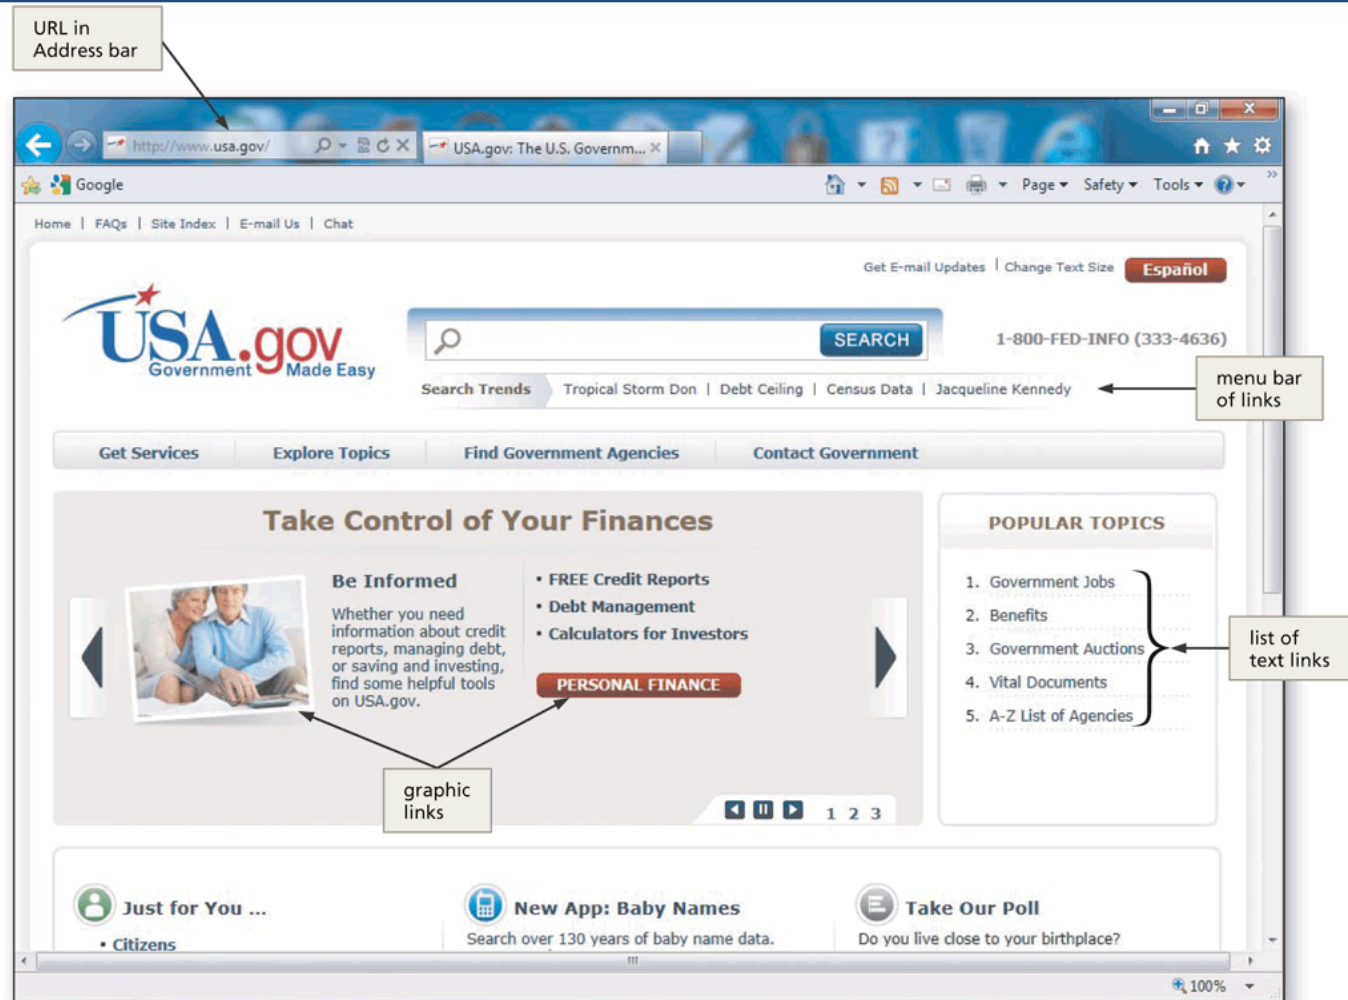 URL in
Address bar
http://www.usa.gov/
USA.gov: The U.S. Governm...
Google
Page
Safety
Tools
Home | FAQs | Site Index | E-mail Us | Chat
Get E-mail Updates | Change Text Size
Español
USA.gov
Government Made Easy
SEARCH
1-800-FED-INFO (333-4636)
Search Trends
Tropical Storm Don | Debt Ceiling | Census Data | Jacqueline Kennedy
menu bar
of links
Get Services
Explore Topics
Find Government Agencies
Contact Government
Take Control of Your Finances
Be Informed
Whether you need
information about credit
reports, managing debt,
or saving and investing,
find some helpful tools
on USA.gov.
• FREE Credit Reports
• Debt Management
• Calculators for Investors
PERSONAL FINANCE
graphic
links
1 2 3
POPULAR TOPICS
1. Government Jobs
2. Benefits
3. Government Auctions
4. Vital Documents
5. A-Z List of Agencies
list of
text links
Just for You ...
• Citizens
New App: Baby Names
Search over 130 years of baby name data.
Take Our Poll
Do you live close to your birthplace?
100%